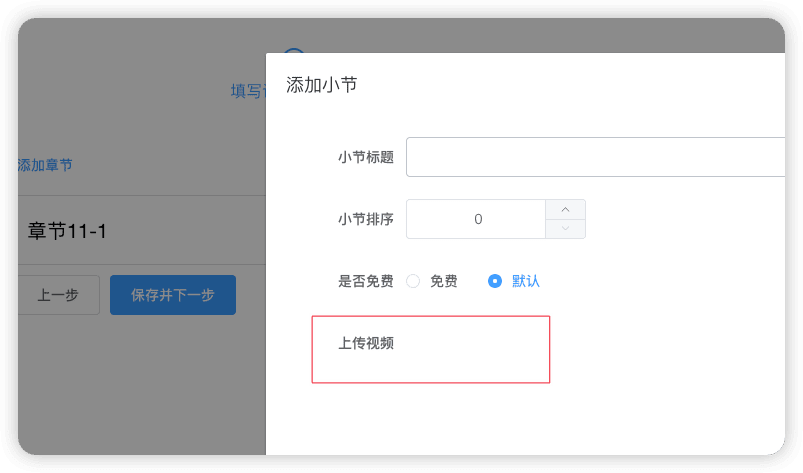 填写
添加小节
小节标题
添加章节
小节排序
0
章节11-1
是否免费
免费
默认
上一步
保存并下一步
上传视频